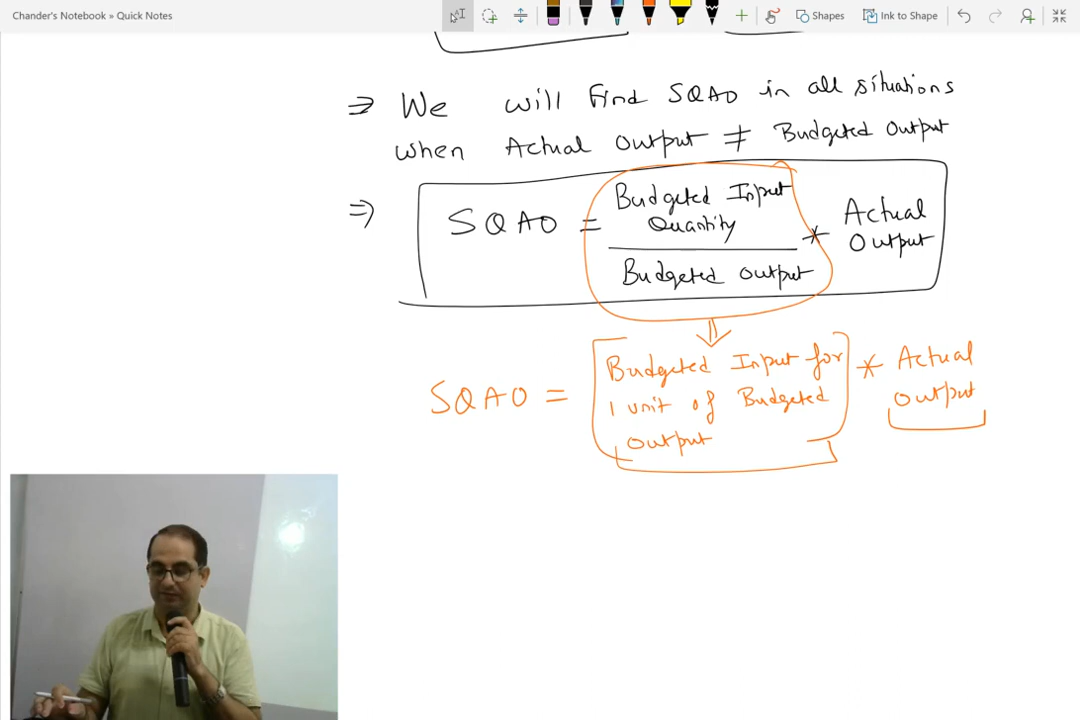 Chander's Notebook » Quick Notes
Shapes
Ink to Shape
⇒ We will Find SQAO in all situations
when Actual Output ≠ Budgeted Output
⇒ SQAO = Budgeted Input Quantity / Budgeted Output * Actual Output
SQAO = [Budgeted Input for 1 unit of Budgeted output] * Actual output